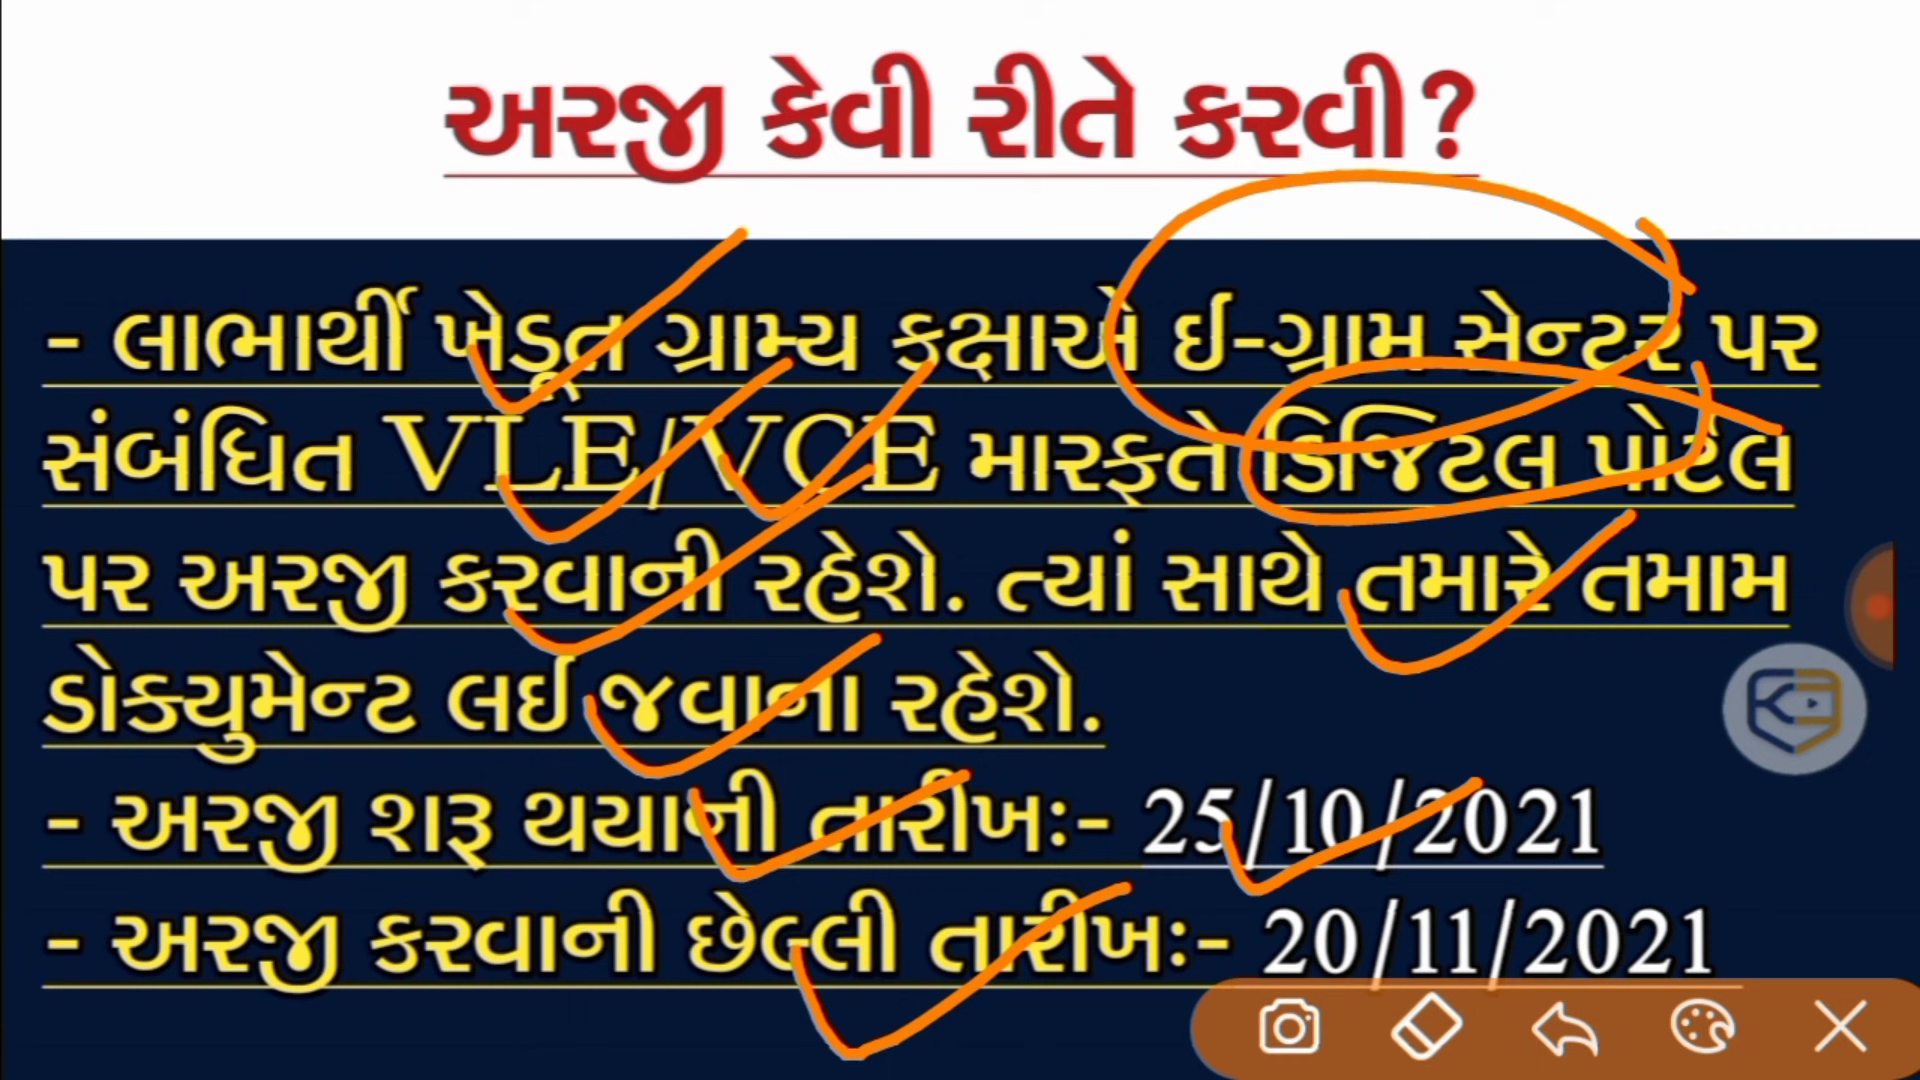 અરજી કેવી રીતે કરવી?
- લાભાર્થી ખેડૂત ગ્રામ્ય કક્ષાએ ઈ-ગ્રામ સેન્ટર પર
સંબંધિત VLE/VCE મારફતે ડિજિટલ પોર્ટલ
પર અરજી કરવાની રહેશે. ત્યાં સાથે તમારે તમામ
ડોક્યુમેન્ટ લઈ જવાના રહેશે.
- અરજી શરૂ થયાની તારીખઃ- 25/10/2021
- અરજી કરવાની છેલ્લી તારીખઃ- 20/11/2021